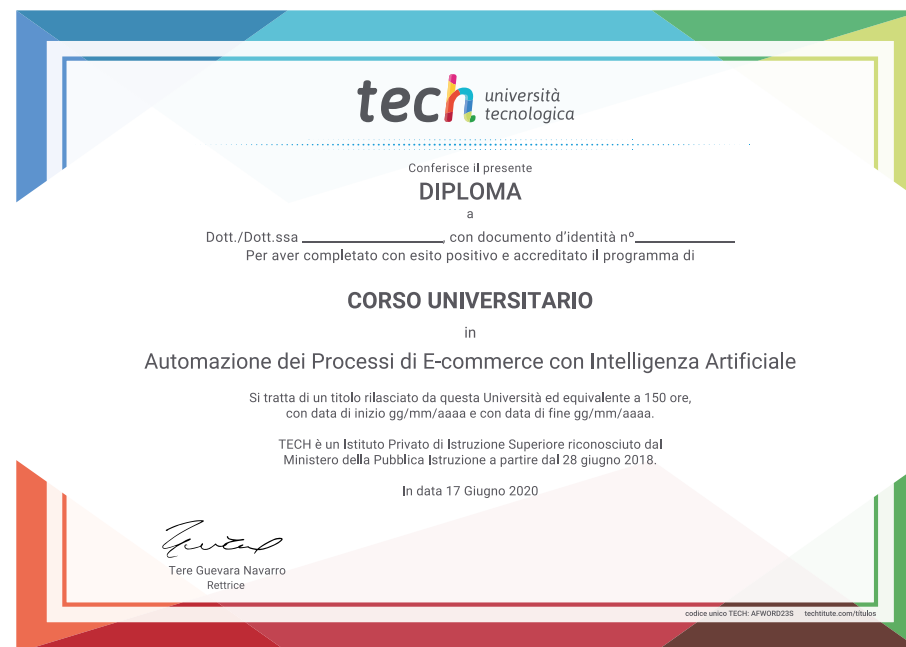 tech università
tecnologica
Conferisce il presente
DIPLOMA
a
Dott./Dott.ssa ____________, con documento d'identità nº____________
Per aver completato con esito positivo e accreditato il programma di
CORSO UNIVERSITARIO
in
Automazione dei Processi di E-commerce con Intelligenza Artificiale
Si tratta di un titolo rilasciato da questa Università ed equivalente a 150 ore,
con data di inizio gg/mm/aaaa e con data di fine gg/mm/aaaa.
TECH è un Istituto Privato di Istruzione Superiore riconosciuto dal
Ministero della Pubblica Istruzione a partire dal 28 giugno 2018.
In data 17 Giugno 2020
Tere Guevara Navarro
Rettrice
codice unico TECH: AFWORD23S techtitute.com/titulos